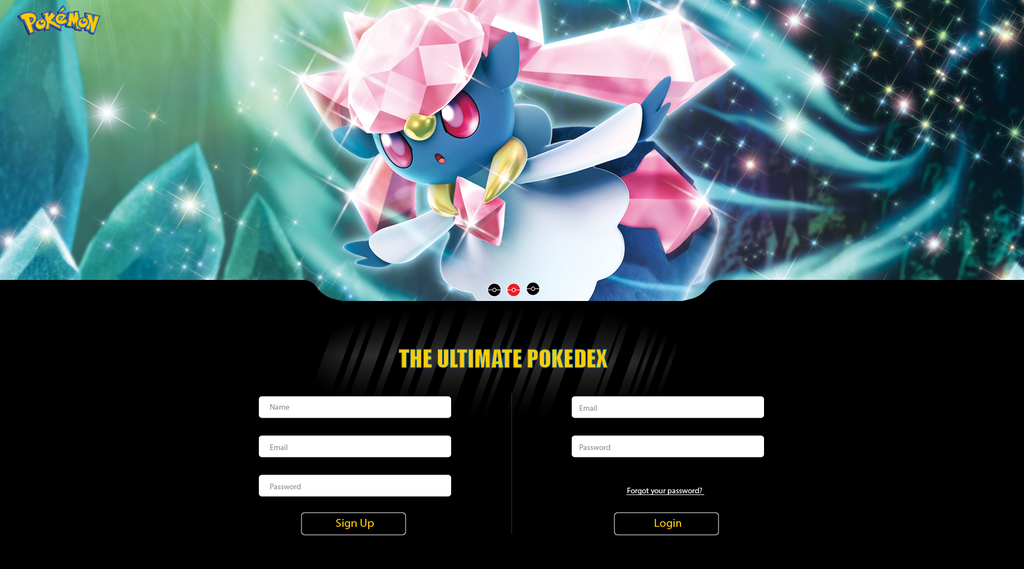 Pokémon
THE ULTIMATE POKEDEX
Name
Email
Password
Sign Up
Email
Password
Forgot your password?
Login